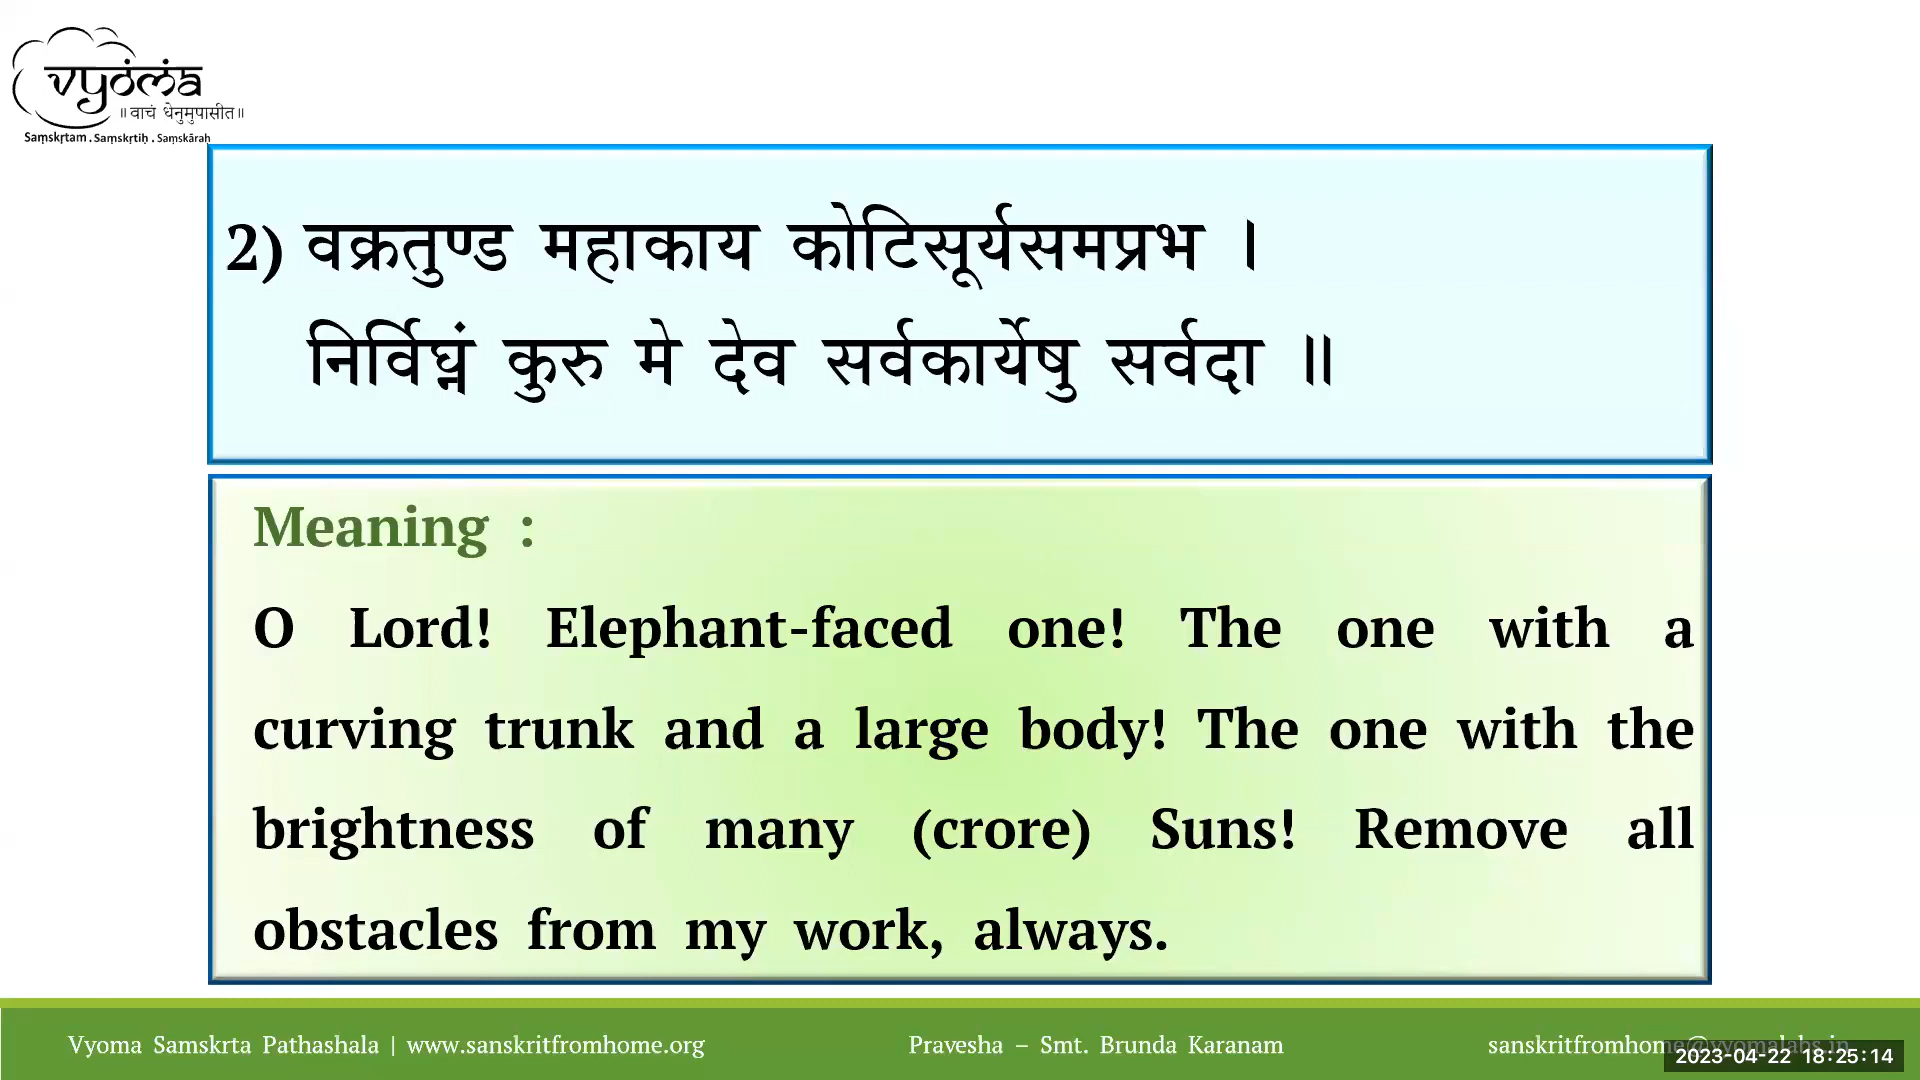 vyoma
॥वाचं धेनुमुपासीत॥
Saṃskṛtam . Saṃskṛtiḥ . Saṃskārah
2) वक्रतुण्ड महाकाय कोटिसूर्यसमप्रभ ।
निर्विघ्नं कुरु मे देव सर्वकार्येषु सर्वदा ॥
Meaning :
O Lord! Elephant-faced one! The one with a
curving trunk and a large body! The one with the
brightness of many (crore) Suns! Remove all
obstacles from my work, always.
Vyoma Samskrta Pathashala | www.sanskritfromhome.org
Pravesha – Smt. Brunda Karanam
sanskritfromhome@vyomalabs.in
2023-04-22 18:25:14